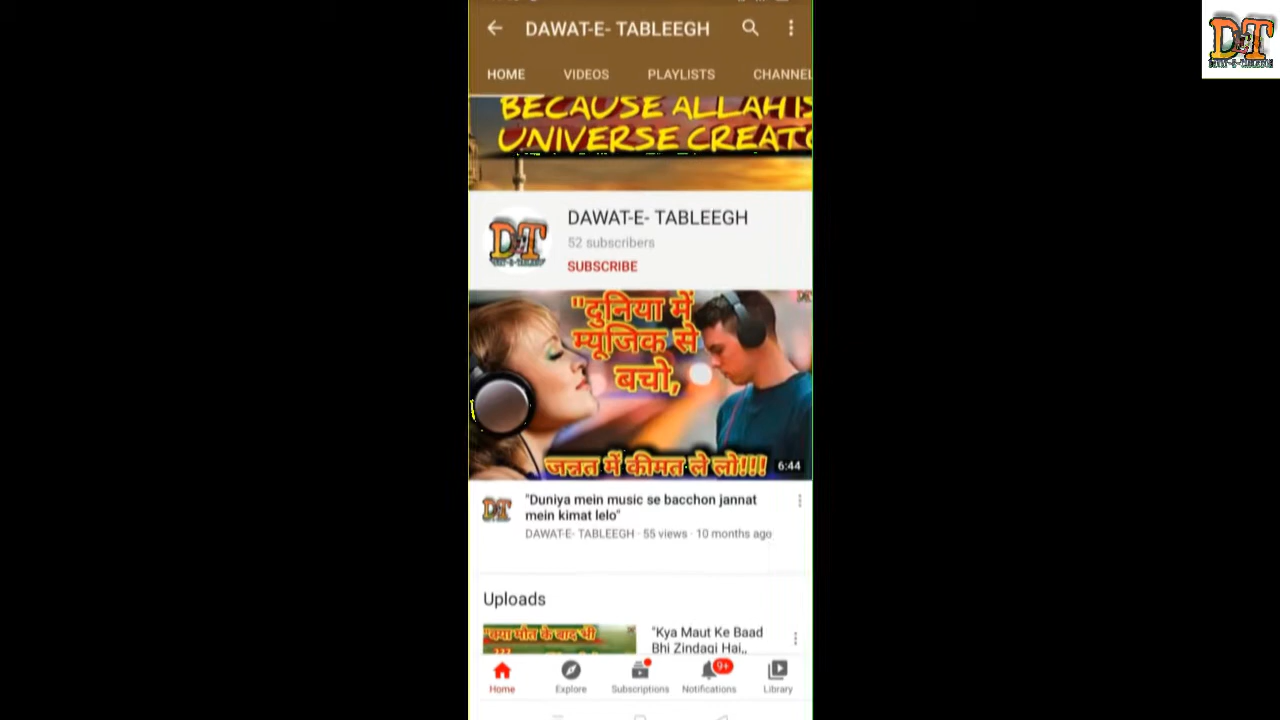 DAWAT-E- TABLEEGH
HOME VIDEOS PLAYLISTS CHANNEL
BECAUSE ALLAH IS
UNIVERSE CREATO
DAWAT-E- TABLEEGH
52 subscribers
SUBSCRIBE
"दुनिया में
म्यूजिक से
बचो,
जन्नत में कीमत ले लो!!!
6:44
"Duniya mein music se bacchon jannat
mein kimat lelo"
DAWAT-E- TABLEEGH · 55 views · 10 months ago
Uploads
"क्या मौत के बाद भी
???
"Kya Maut Ke Baad
Bhi Zindagi Hai,,
9+
Home Explore Subscriptions Notifications Library